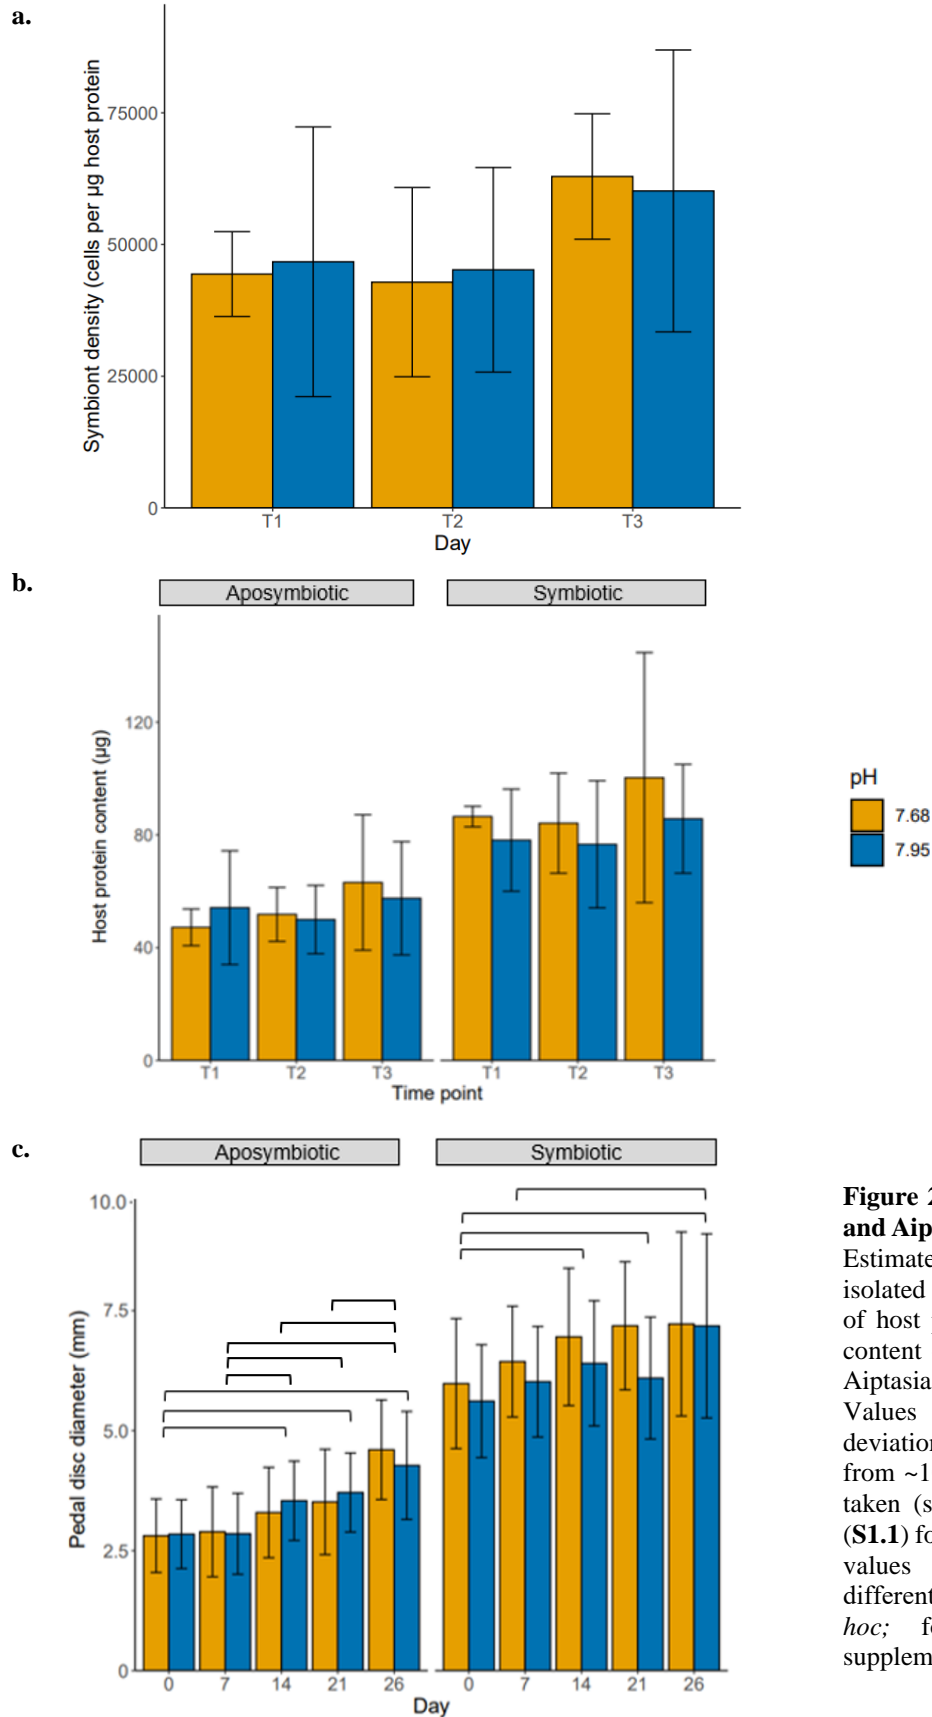 a.
Symbiont density (cells per µg host protein
75000
50000
25000
0
T1 T2 T3
Day
b.
Aposymbiotic Symbiotic
Host protein content (µg)
120
80
40
0
T1 T2 T3 T1 T2 T3
Time point
pH
7.68
7.95
c.
Aposymbiotic Symbiotic
Pedal disc diameter (mm)
10.0
7.5
5.0
2.5
0
0 7 14 21 26 0 7 14 21 26
Day
Figure 2
and Aip
Estimate
isolated
of host
content
Aiptasia
Values
deviation
from ~1
taken (s
(S1.1) fo
values
different
hoc; fo
supplem